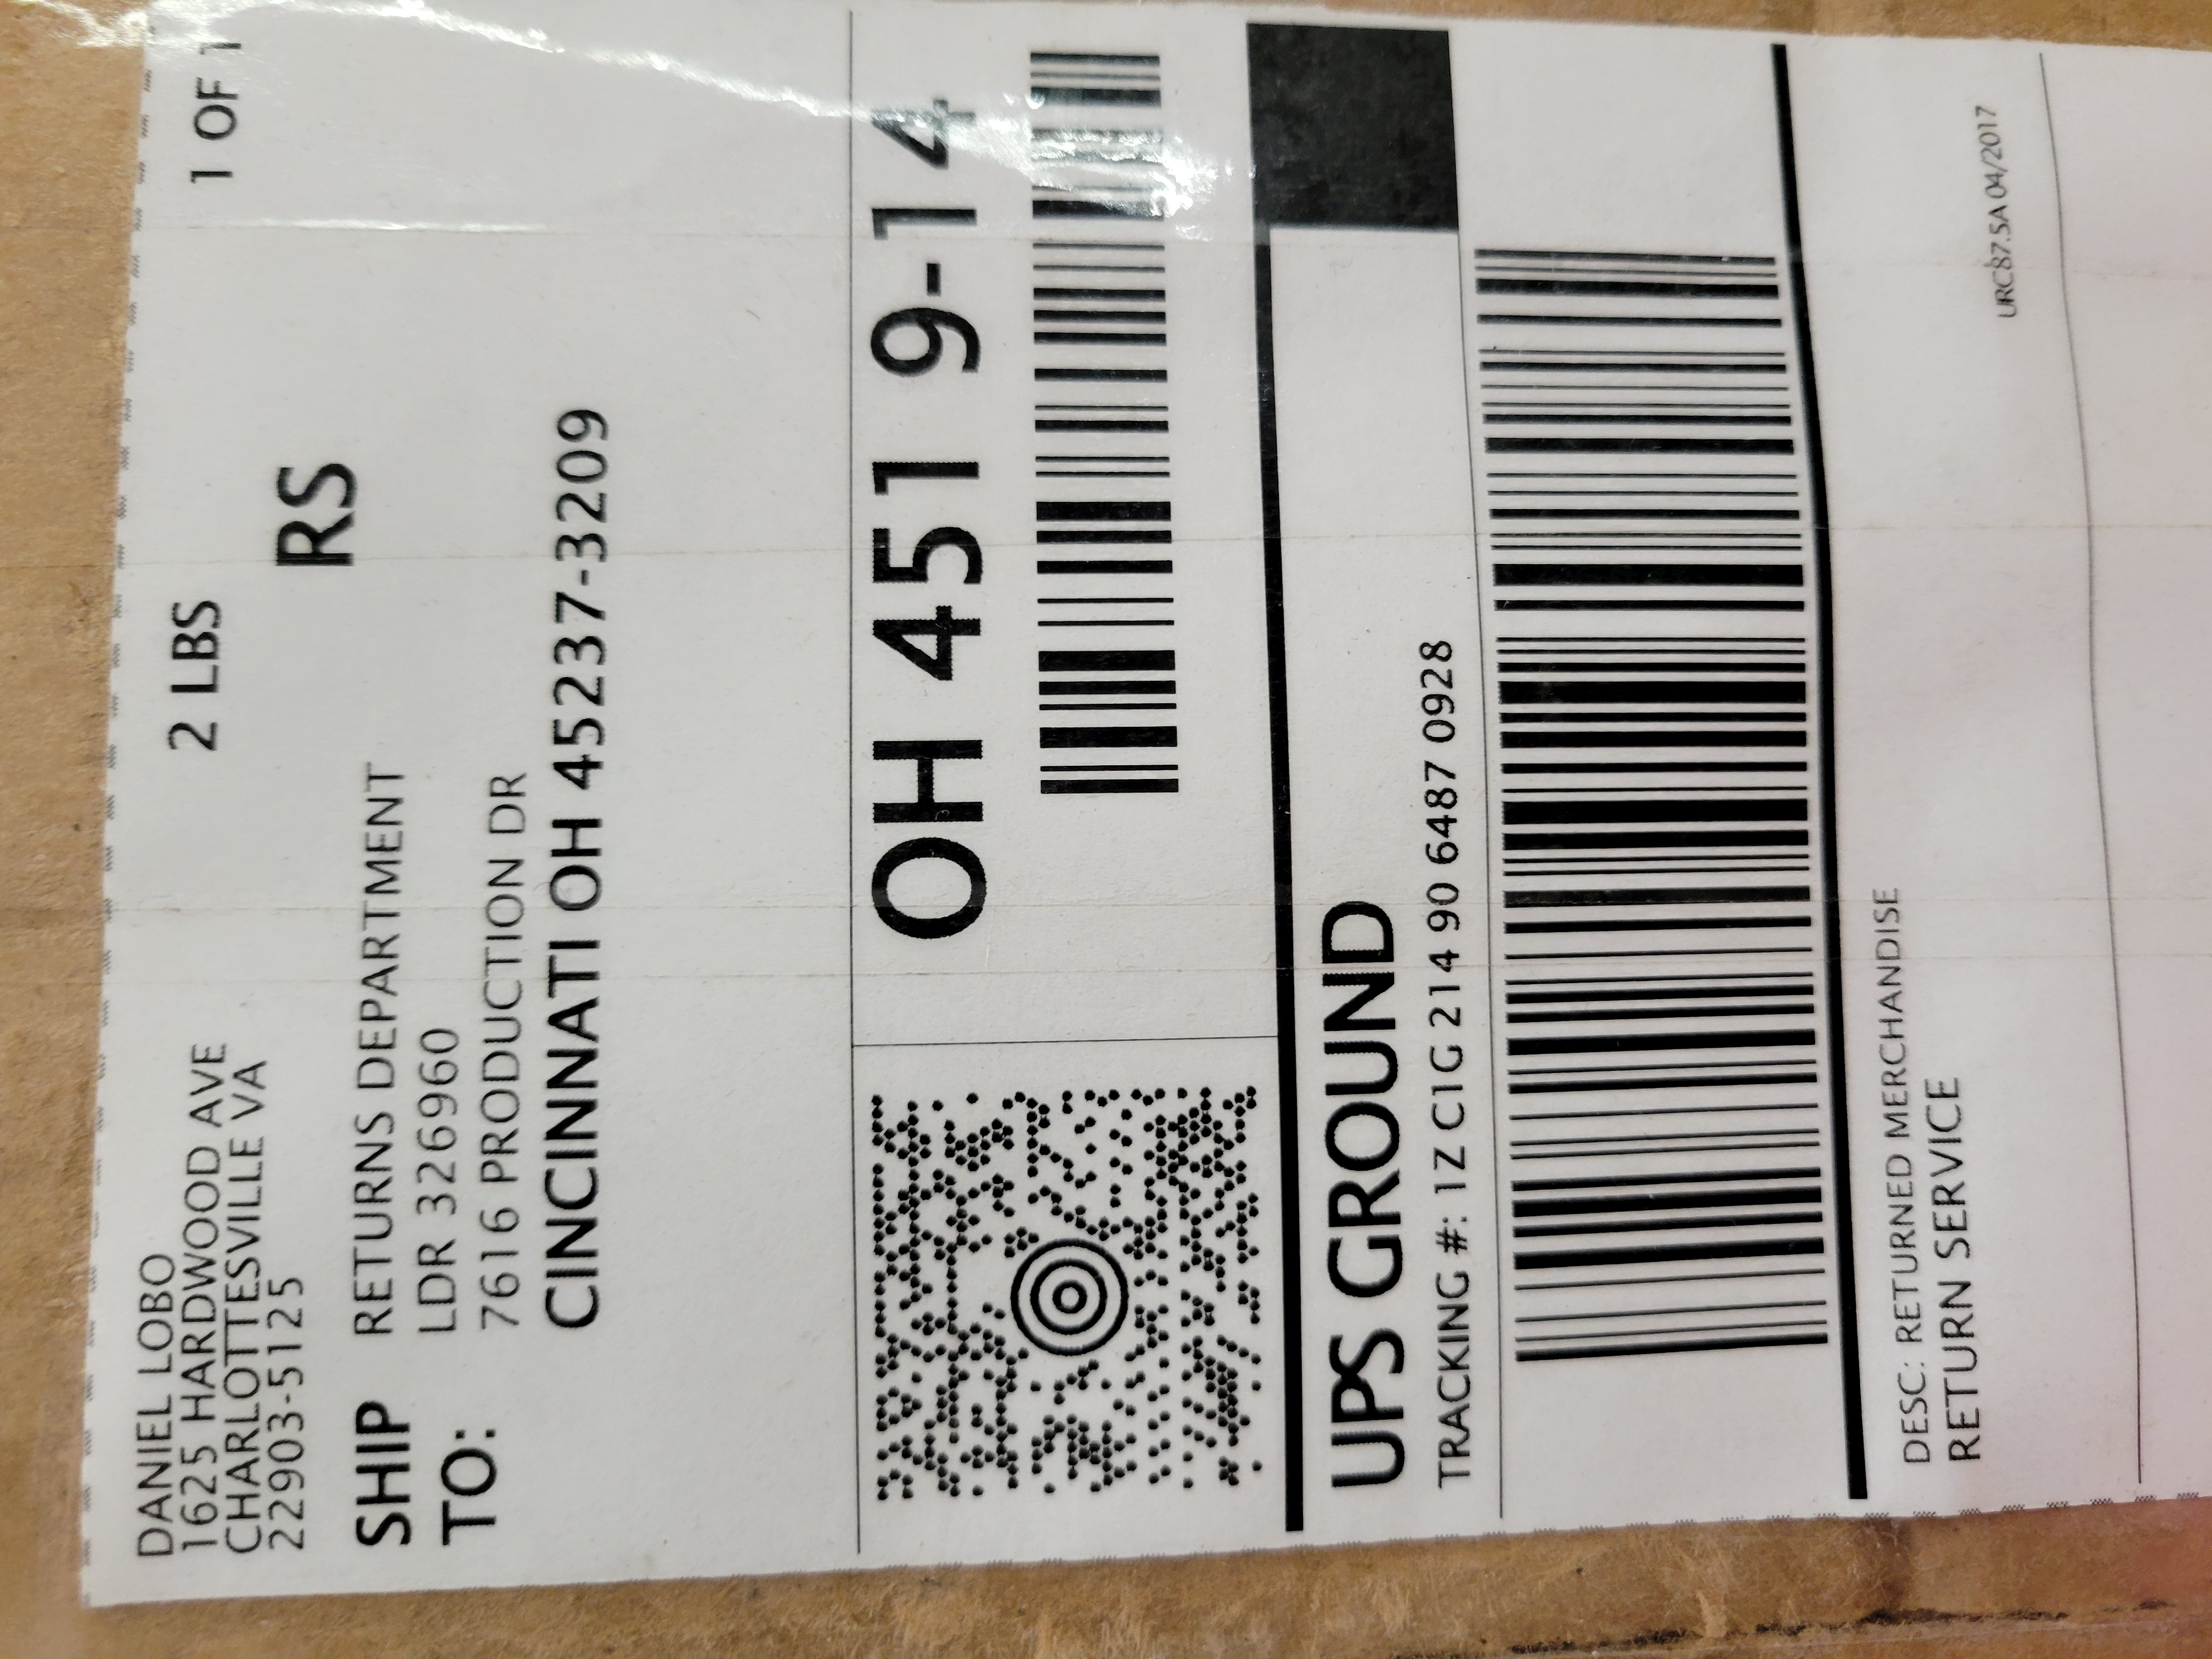 DANIEL LOBO
1625 HARDWOOD AVE
CHARLOTTESVILLE VA
22903-5125
2 LBS
1 OF 1
RS
SHIP
TO:
RETURNS DEPARTMENT
LDR 326960
7616 PRODUCTION DR
CINCINNATI OH 45237-3209
OH 451 9-14
UPS GROUND
TRACKING #: 1Z C1G 214 90 6487 0928
DESC: RETURNED MERCHANDISE
RETURN SERVICE
URC87.5A 04/2017